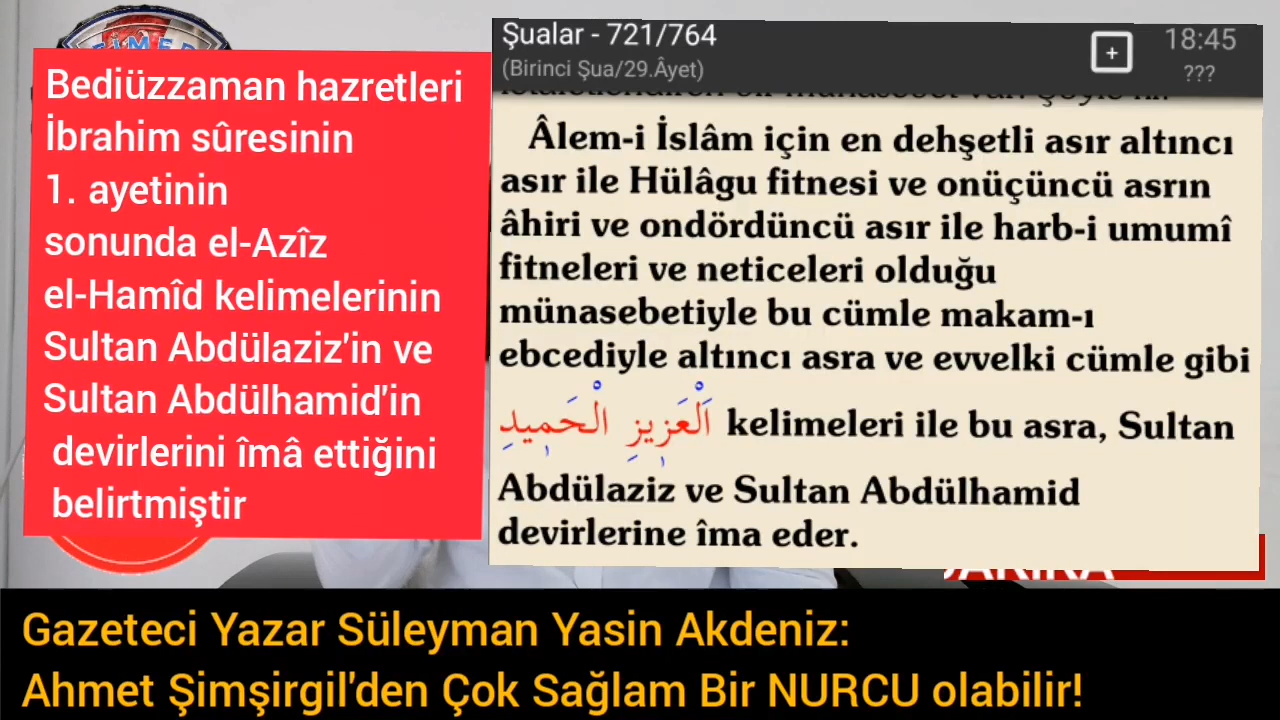 Bediüzzaman hazretleri
İbrahim sûresinin
1. ayetinin
sonunda el-Azîz
el-Hamîd kelimelerinin
Sultan Abdülaziz'in ve
Sultan Abdülhamid'in
devirlerini îmâ ettiğini
belirtmiştir
Şualar - 721/764
(Birinci Şua/29.Âyet)
+
18:45
???
Âlem-i İslâm için en dehşetli asır altıncı
asır ile Hülâgu fitnesi ve onüçüncü asrın
âhiri ve ondördüncü asır ile harb-i umumî
fitneleri ve neticeleri olduğu
münasebetiyle bu cümle makam-ı
ebcediyle altıncı asra ve evvelki cümle gibi
اَلْعَزِيزِ الْحَمِيدِ kelimeleri ile bu asra, Sultan
Abdülaziz ve Sultan Abdülhamid
devirlerine îma eder.
Gazeteci Yazar Süleyman Yasin Akdeniz:
Ahmet Şimşirgil'den Çok Sağlam Bir NURCU olabilir!